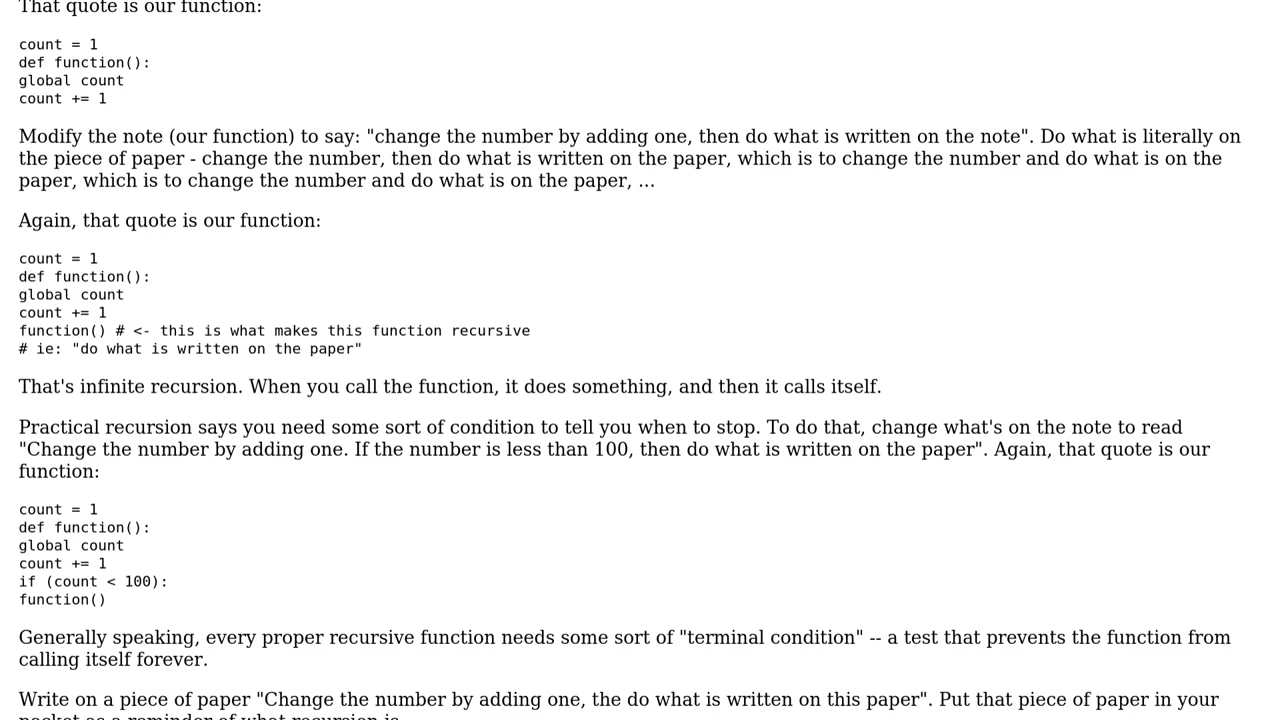 That quote is our function:
count = 1
def function():
global count
count += 1
Modify the note (our function) to say: "change the number by adding one, then do what is written on the note". Do what is literally on
the piece of paper - change the number, then do what is written on the paper, which is to change the number and do what is on the
paper, which is to change the number and do what is on the paper, ...
Again, that quote is our function:
count = 1
def function():
global count
count += 1
function() # <- this is what makes this function recursive
# ie: "do what is written on the paper"
That's infinite recursion. When you call the function, it does something, and then it calls itself.
Practical recursion says you need some sort of condition to tell you when to stop. To do that, change what's on the note to read
"Change the number by adding one. If the number is less than 100, then do what is written on the paper". Again, that quote is our
function:
count = 1
def function():
global count
count += 1
if (count < 100):
function()
Generally speaking, every proper recursive function needs some sort of "terminal condition" -- a test that prevents the function from
calling itself forever.
Write on a piece of paper "Change the number by adding one, the do what is written on this paper". Put that piece of paper in your
pocket as a reminder of what recursion is.